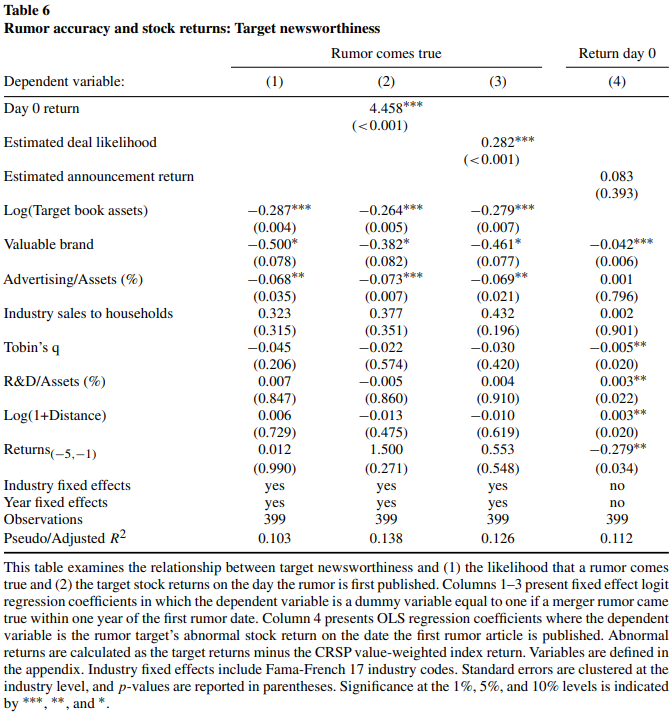 Table 6
Rumor accuracy and stock returns: Target newsworthiness
Rumor comes true Return day 0
Dependent variable: (1) (2) (3) (4)
Day 0 return 4.458***
(<0.001)
Estimated deal likelihood 0.282***
(<0.001)
Estimated announcement return 0.083
(0.393)
Log(Target book assets) −0.287*** −0.264*** −0.279***
(0.004) (0.005) (0.007)
Valuable brand −0.500* −0.382* −0.461* −0.042***
(0.078) (0.082) (0.077) (0.006)
Advertising/Assets (%) −0.068** −0.073*** −0.069** 0.001
(0.035) (0.007) (0.021) (0.796)
Industry sales to households 0.323 0.377 0.432 0.002
(0.315) (0.351) (0.196) (0.901)
Tobin's q −0.045 −0.022 −0.030 −0.005**
(0.206) (0.574) (0.420) (0.020)
R&D/Assets (%) 0.007 −0.005 0.004 0.003**
(0.847) (0.860) (0.910) (0.022)
Log(1+Distance) 0.006 −0.013 −0.010 0.003**
(0.729) (0.475) (0.619) (0.020)
Returns(−5,−1) 0.012 1.500 0.553 −0.279**
(0.990) (0.271) (0.548) (0.034)
Industry fixed effects yes yes yes no
Year fixed effects yes yes yes no
Observations 399 399 399 399
Pseudo/Adjusted R2 0.103 0.138 0.126 0.112
This table examines the relationship between target newsworthiness and (1) the likelihood that a rumor comes
true and (2) the target stock returns on the day the rumor is first published. Columns 1–3 present fixed effect logit
regression coefficients in which the dependent variable is a dummy variable equal to one if a merger rumor came
true within one year of the first rumor date. Column 4 presents OLS regression coefficients where the dependent
variable is the rumor target's abnormal stock return on the date the first rumor article is published. Abnormal
returns are calculated as the target returns minus the CRSP value-weighted index return. Variables are defined in
the appendix. Industry fixed effects include Fama-French 17 industry codes. Standard errors are clustered at the
industry level, and p-values are reported in parentheses. Significance at the 1%, 5%, and 10% levels is indicated
by ***, **, and *.